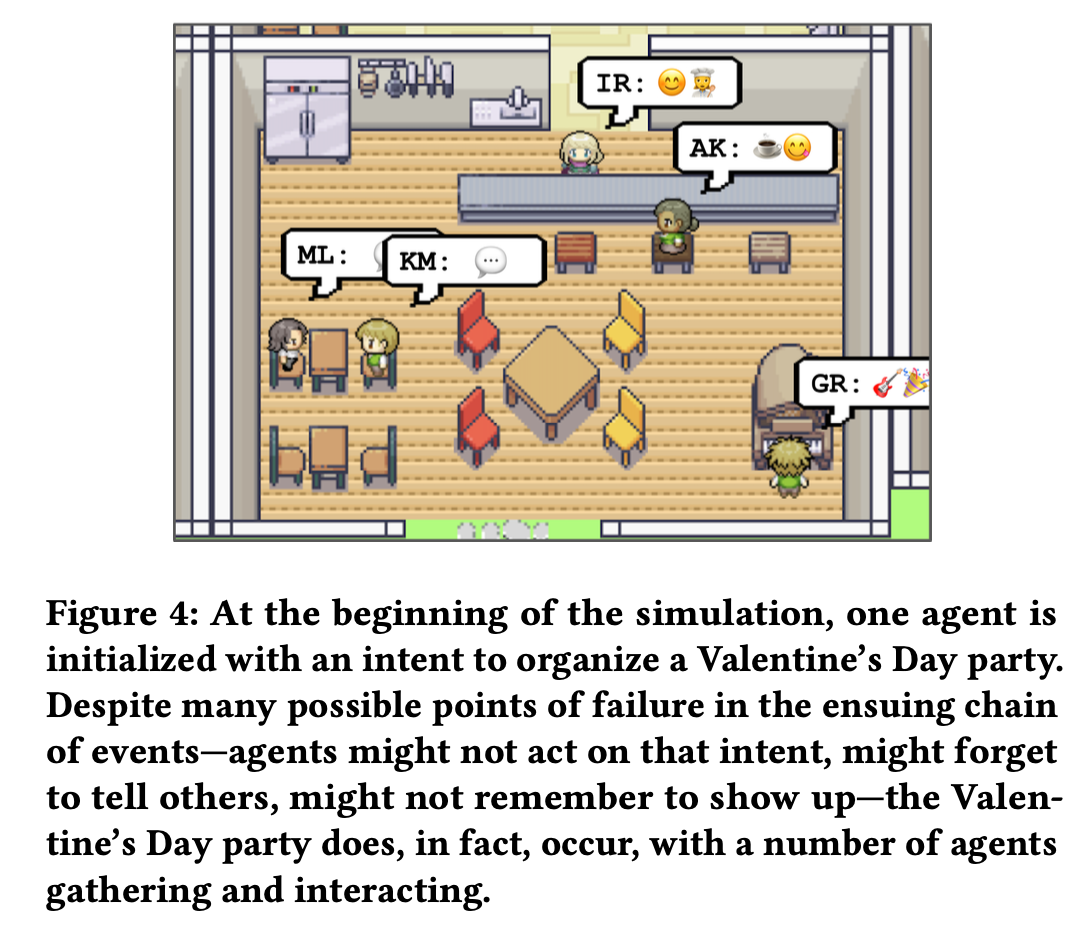 IR: 😊👩‍🍳
AK: ☕😋
ML:
KM: 💬
GR: 🎸🎉
Figure 4: At the beginning of the simulation, one agent is
initialized with an intent to organize a Valentine’s Day party.
Despite many possible points of failure in the ensuing chain
of events—agents might not act on that intent, might forget
to tell others, might not remember to show up—the Valen-
tine’s Day party does, in fact, occur, with a number of agents
gathering and interacting.